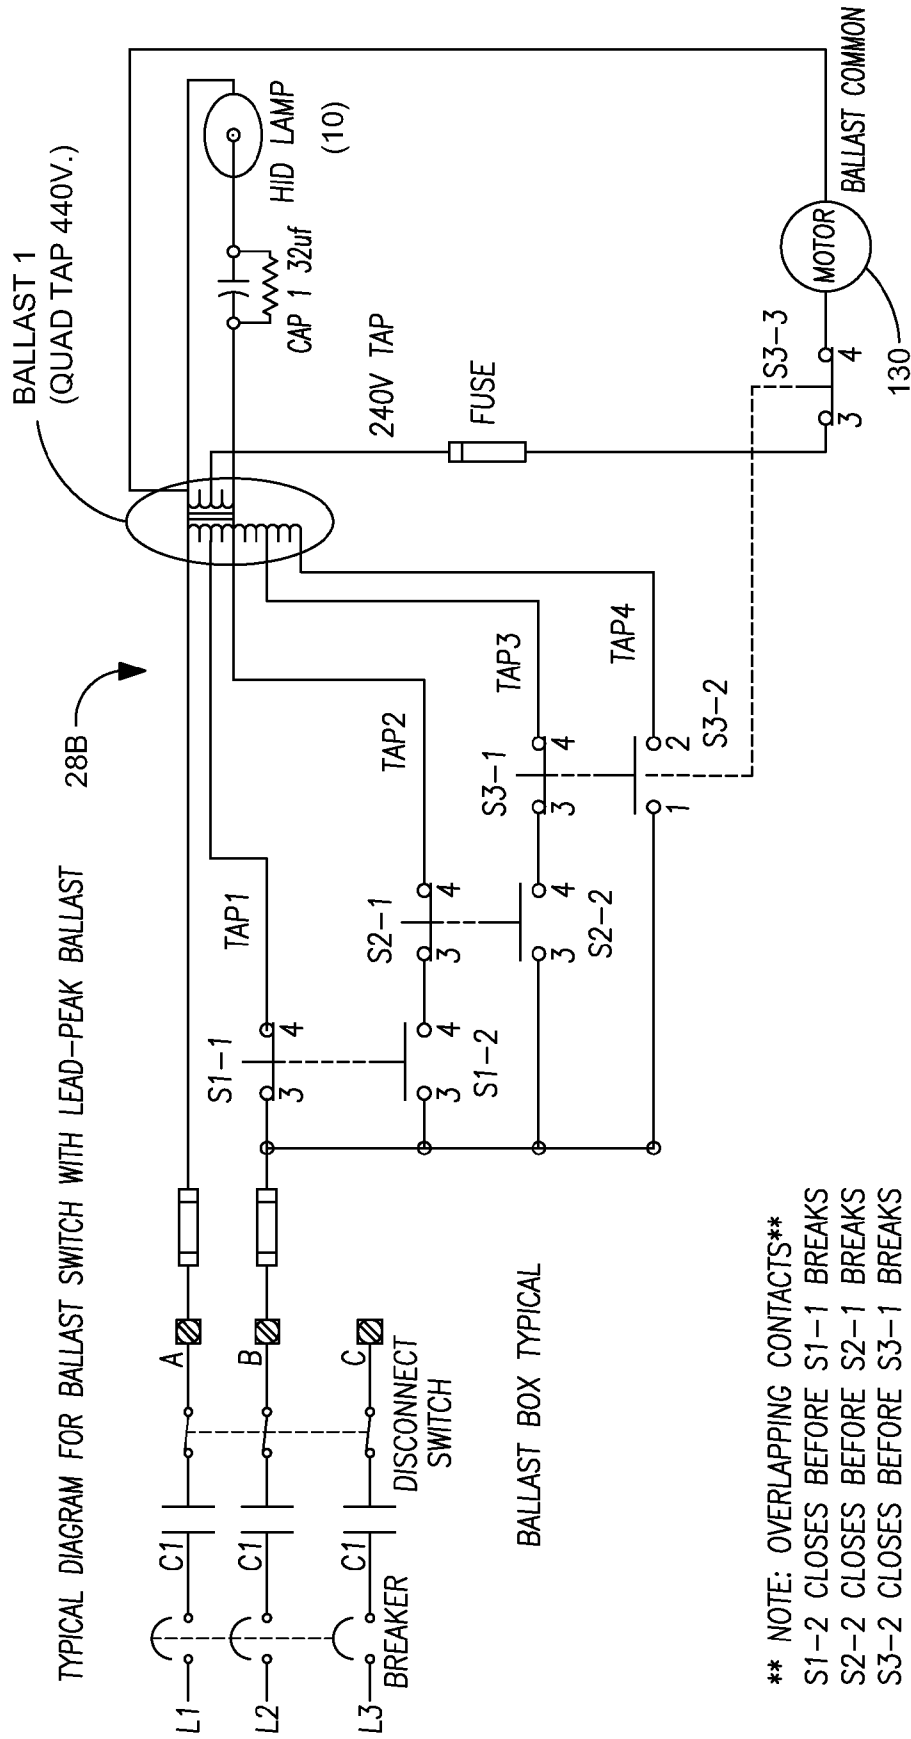 TYPICAL DIAGRAM FOR BALLAST SWITCH WITH LEAD-PEAK BALLAST
28B
BALLAST 1
(QUAD TAP 440V.)
L1
L2
L3
BREAKER
C1
C1
C1
DISCONNECT
SWITCH
A
B
C
S1-1
3
4
TAP1
S1-2
3
4
S2-1
3
4
TAP2
S2-2
3
4
S3-1
3
4
TAP3
S3-2
1
2
TAP4
CAP 1 32uf
HID LAMP
(10)
240V TAP
FUSE
S3-3
3
4
MOTOR
130
BALLAST COMMON
BALLAST BOX TYPICAL
** NOTE: OVERLAPPING CONTACTS**
S1-2 CLOSES BEFORE S1-1 BREAKS
S2-2 CLOSES BEFORE S2-1 BREAKS
S3-2 CLOSES BEFORE S3-1 BREAKS